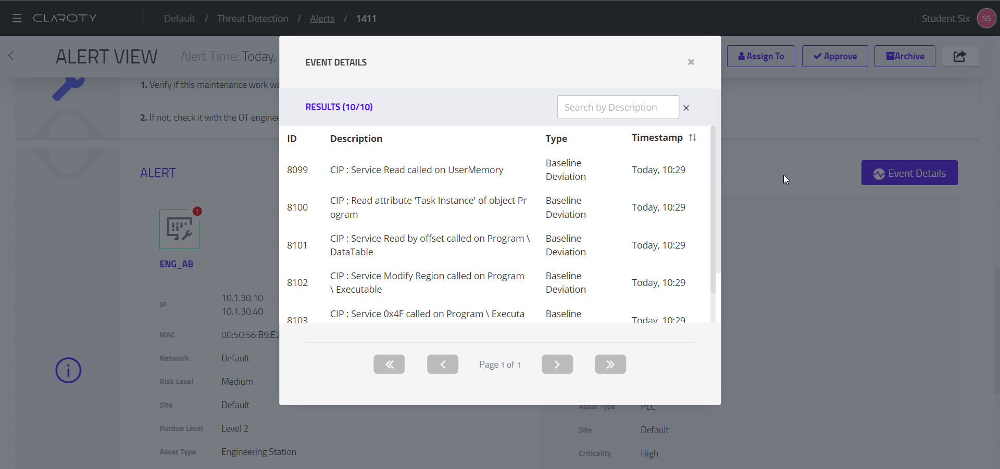 CLAROTY
Default / Threat Detection / Alerts / 1411
Student Six
SS
ALERT VIEW
Alert Time: Today,
Assign To
Approve
Archive
1. Verify if this maintenance work wa
2. If not, check it with the OT enginee
ALERT
Event Details
ENG_AB
IP
10.1.30.10
10.1.30.40
MAC
00:50:56:B9:E2
Network
Default
Risk Level
Medium
Site
Default
Purdue Level
Level 2
Asset Type
Engineering Station
EVENT DETAILS
RESULTS (10/10)
Search by Description
ID
Description
Type
Timestamp
8099
CIP : Service Read called on UserMemory
Baseline
Deviation
Today, 10:29
8100
CIP : Read attribute 'Task Instance' of object Pr
ogram
Baseline
Deviation
Today, 10:29
8101
CIP : Service Read by offset called on Program \
DataTable
Baseline
Deviation
Today, 10:29
8102
CIP : Service Modify Region called on Program
\ Executable
Baseline
Deviation
Today, 10:29
8103
CIP : Service 0x4F called on Program \ Executa
Baseline
Today, 10:29
Page 1 of 1
Asset Type
PLC
Site
Default
Criticality
High